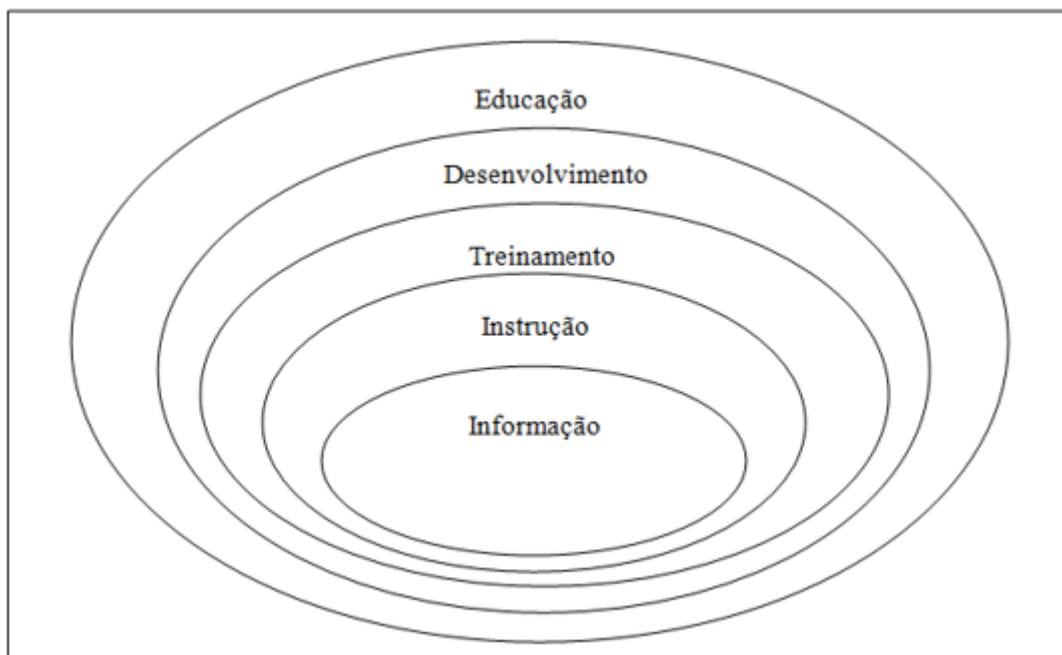 Educação
Desenvolvimento
Treinamento
Instrução
Informação